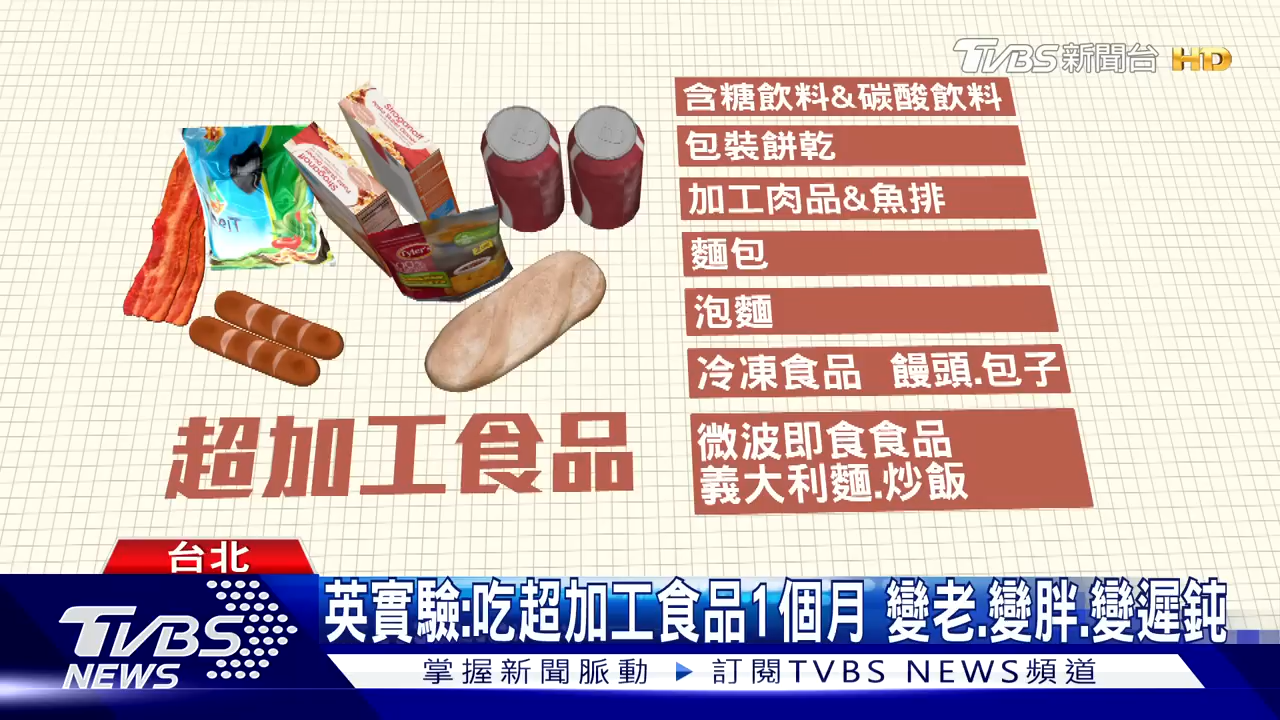 TVBS新聞台 HD
含糖飲料&碳酸飲料
包裝餅乾
加工肉品&魚排
麵包
泡麵
冷凍食品 饅頭.包子
微波即食食品
義大利麵.炒飯
Stroganoff
Stroganoff
Tyler's
超加工食品
台北
英實驗:吃超加工食品1個月 變老.變胖.變遲鈍
TVBS
NEWS
掌握新聞脈動 ▶ 訂閱TVBS NEWS頻道